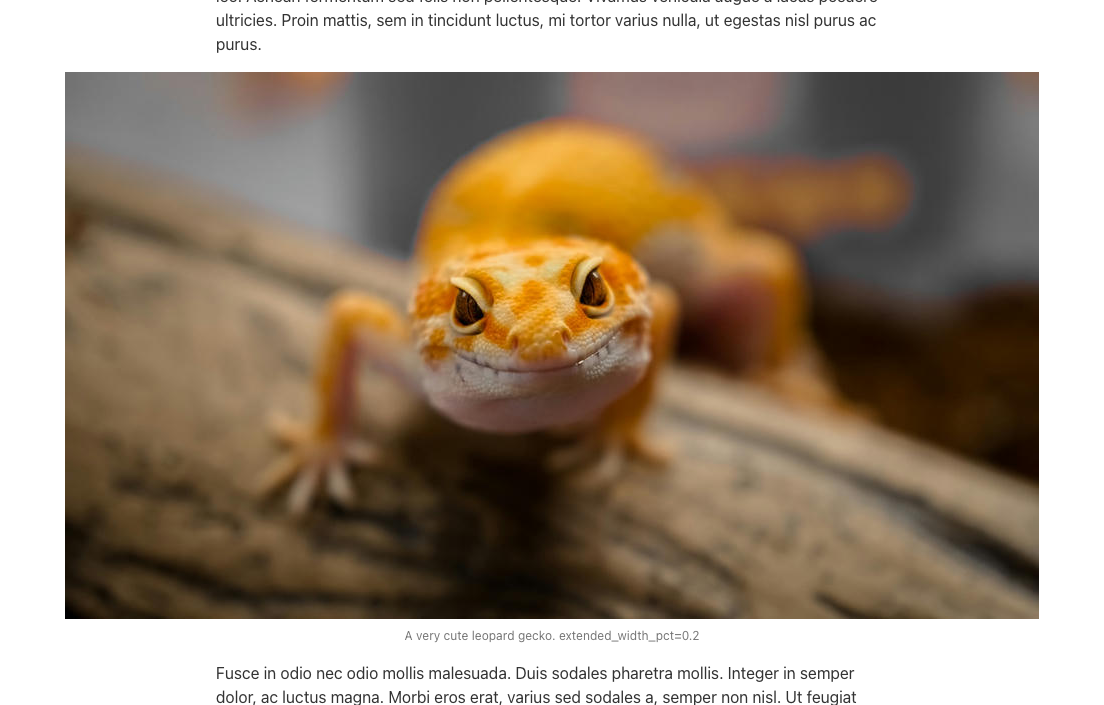 ultricies. Proin mattis, sem in tincidunt luctus, mi tortor varius nulla, ut egestas nisl purus ac
purus.
A very cute leopard gecko. extended_width_pct=0.2
Fusce in odio nec odio mollis malesuada. Duis sodales pharetra mollis. Integer in semper
dolor, ac luctus magna. Morbi eros erat, varius sed sodales a, semper non nisl. Ut feugiat